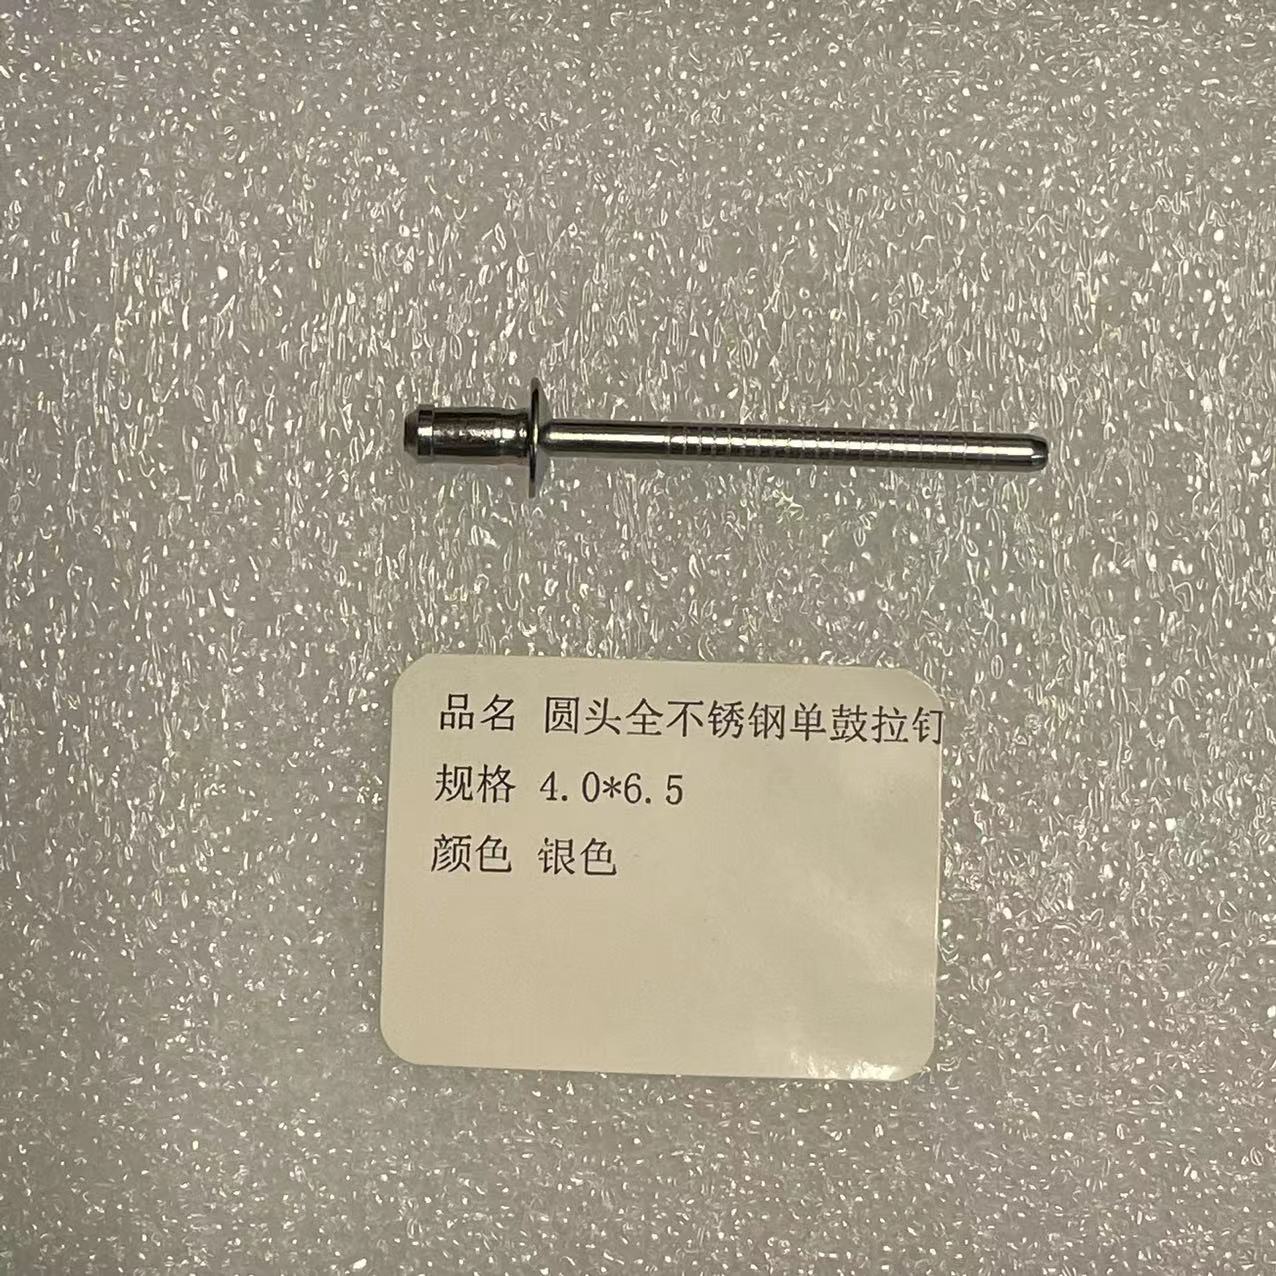 品名 圆头全不锈钢单鼓拉钉
规格 4.0*6.5
颜色 银色